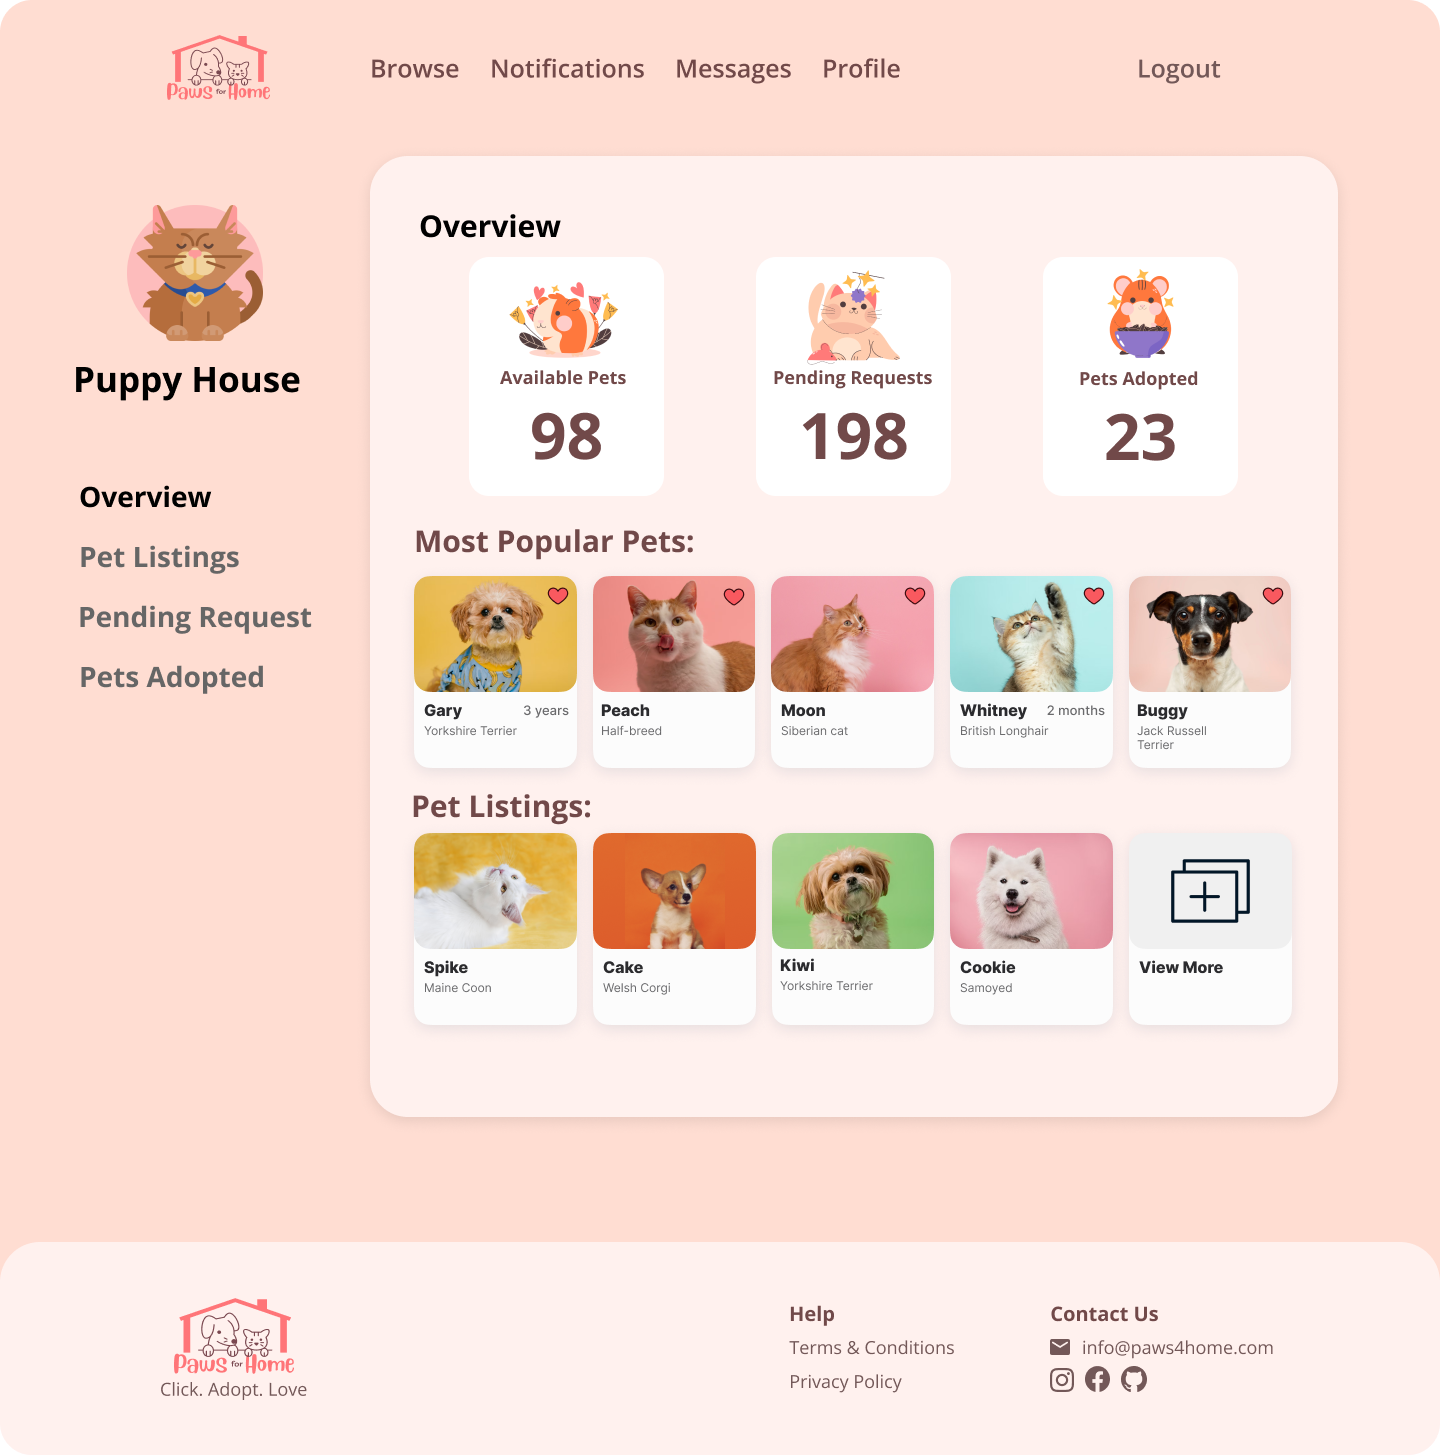 Paws for Home
Browse Notifications Messages Profile Logout
Puppy House
Overview
Pet Listings
Pending Request
Pets Adopted
Overview
Available Pets
98
Pending Requests
198
Pets Adopted
23
Most Popular Pets:
Gary 3 years
Yorkshire Terrier
Peach
Half-breed
Moon
Siberian cat
Whitney 2 months
British Longhair
Buggy
Jack Russell
Terrier
Pet Listings:
Spike
Maine Coon
Cake
Welsh Corgi
Kiwi
Yorkshire Terrier
Cookie
Samoyed
View More
Paws for Home
Click. Adopt. Love
Help
Terms & Conditions
Privacy Policy
Contact Us
info@paws4home.com